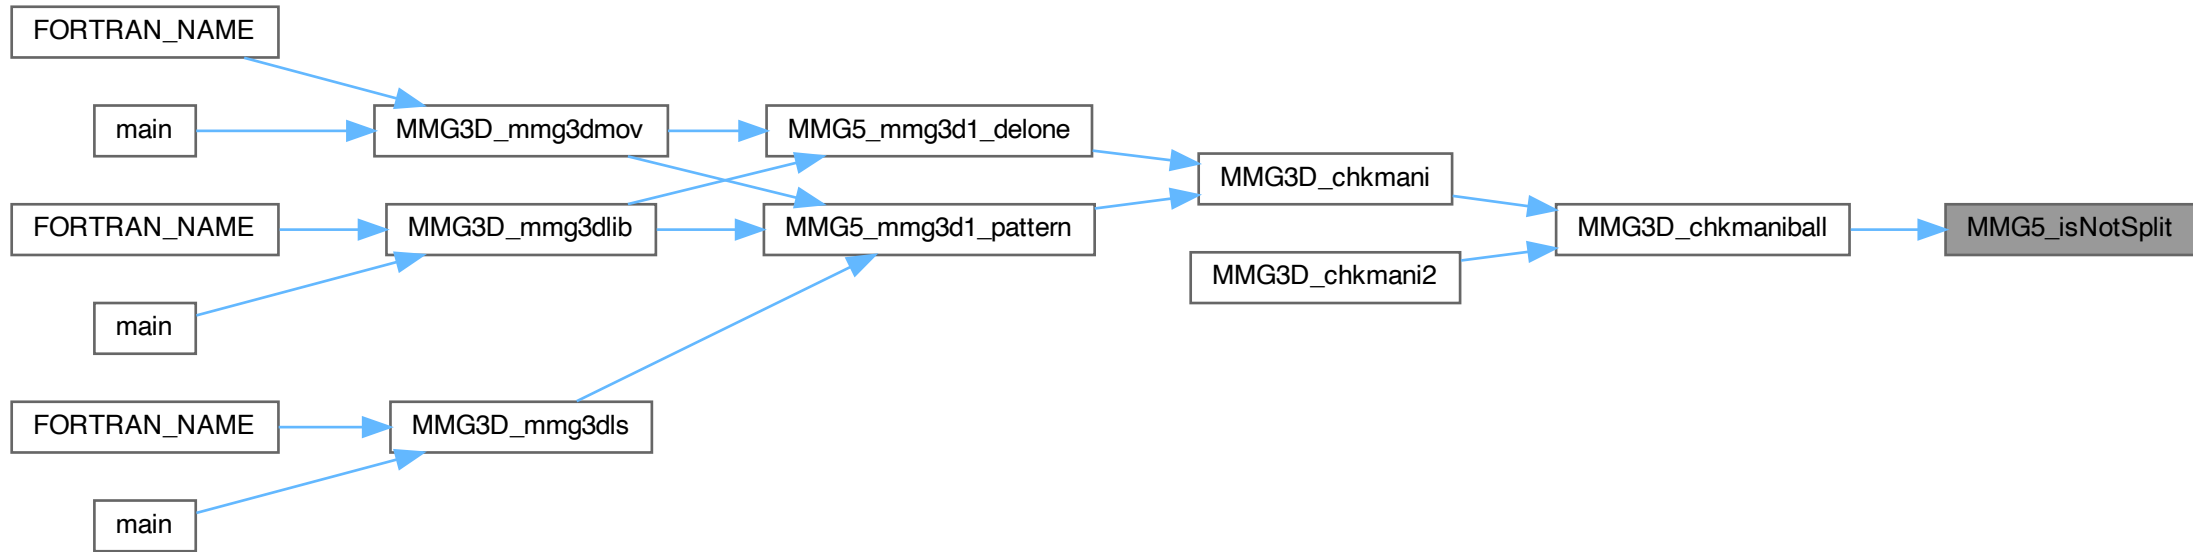 FORTRAN_NAME
main
MMG3D_mmg3dmov
MMG5_mmg3d1_delone
MMG3D_chkmani
FORTRAN_NAME
MMG3D_mmg3dlib
MMG5_mmg3d1_pattern
MMG3D_chkmaniball
MMG5_isNotSplit
MMG3D_chkmani2
main
FORTRAN_NAME
MMG3D_mmg3dls
main